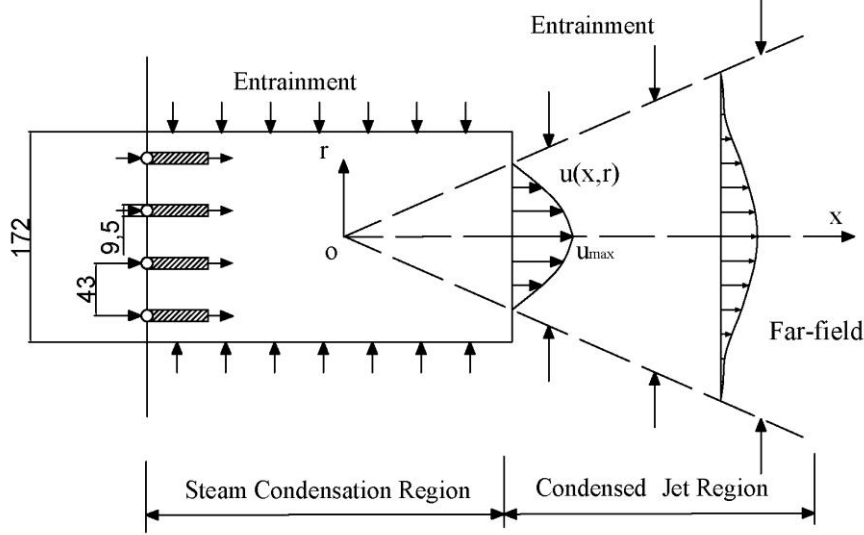 Entrainment
Entrainment
r
u(x,r)
x
o
umax
172
9.5
43
Far-field
Steam Condensation Region
Condensed Jet Region